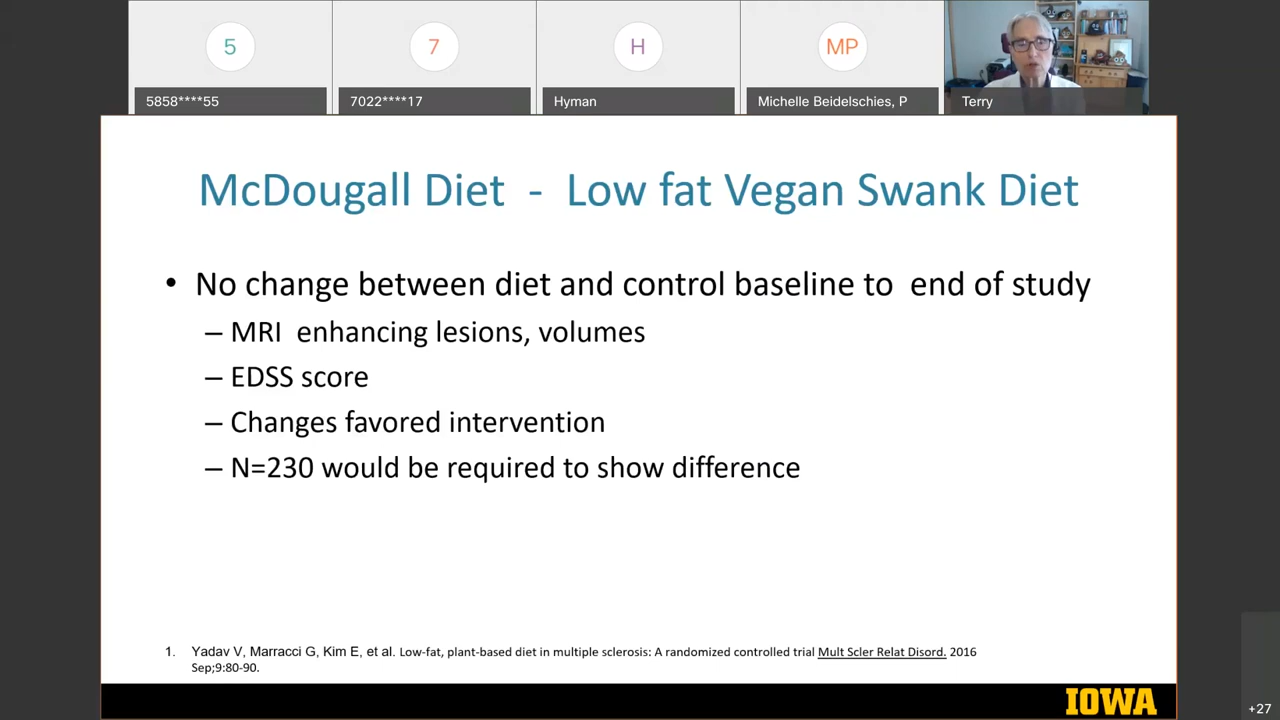 5
7
H
MP
5858****55
7022****17
Hyman
Michelle Beidelschies, P
Terry
McDougall Diet - Low fat Vegan Swank Diet
• No change between diet and control baseline to end of study
– MRI enhancing lesions, volumes
– EDSS score
– Changes favored intervention
– N=230 would be required to show difference
1. Yadav V, Marracci G, Kim E, et al. Low-fat, plant-based diet in multiple sclerosis: A randomized controlled trial Mult Scler Relat Disord. 2016
Sep;9:80-90.
IOWA
+27